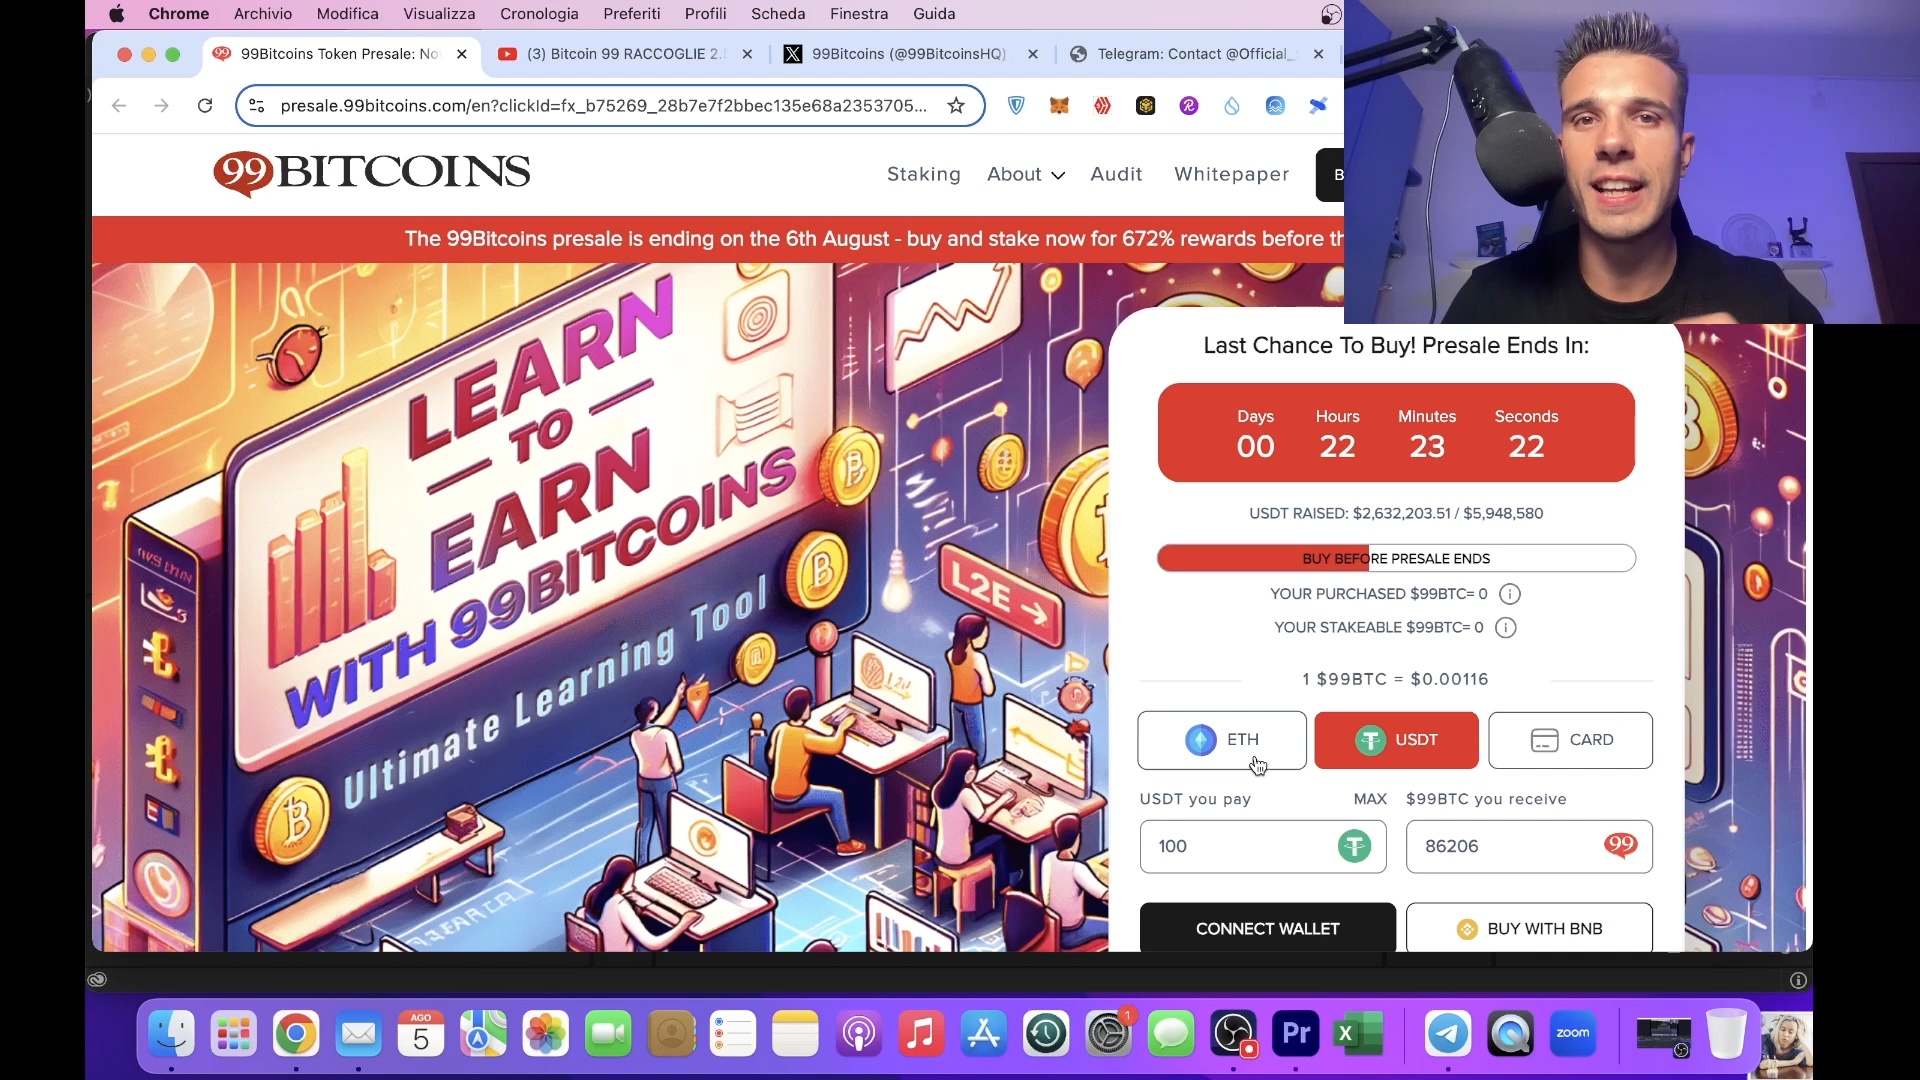 Chrome Archivio Modifica Visualizza Cronologia Preferiti Profili Scheda Finestra Guida
99Bitcoins Token Presale: No
(3) Bitcoin 99 RACCOGLIE 2.
99Bitcoins (@99BitcoinsHQ)
Telegram: Contact @Official_
presale.99bitcoins.com/en?clickId=fx_b75269_28b7e7f2bbec135e68a2353705...
99BITCOINS
Staking About Audit Whitepaper
B
The 99Bitcoins presale is ending on the 6th August - buy and stake now for 672% rewards before th
LEARN
TO
EARN
WITH 99BITCOINS
Ultimate Learning Tool
L2E
Last Chance To Buy! Presale Ends In:
Days Hours Minutes Seconds
00 22 23 22
USDT RAISED: $2,632,203.51 / $5,948,580
BUY BEFORE PRESALE ENDS
YOUR PURCHASED $99BTC= 0
YOUR STAKEABLE $99BTC= 0
1 $99BTC = $0.00116
ETH USDT CARD
USDT you pay MAX $99BTC you receive
100 86206 99
CONNECT WALLET BUY WITH BNB
AGO
5
1
Pr
X
zoom